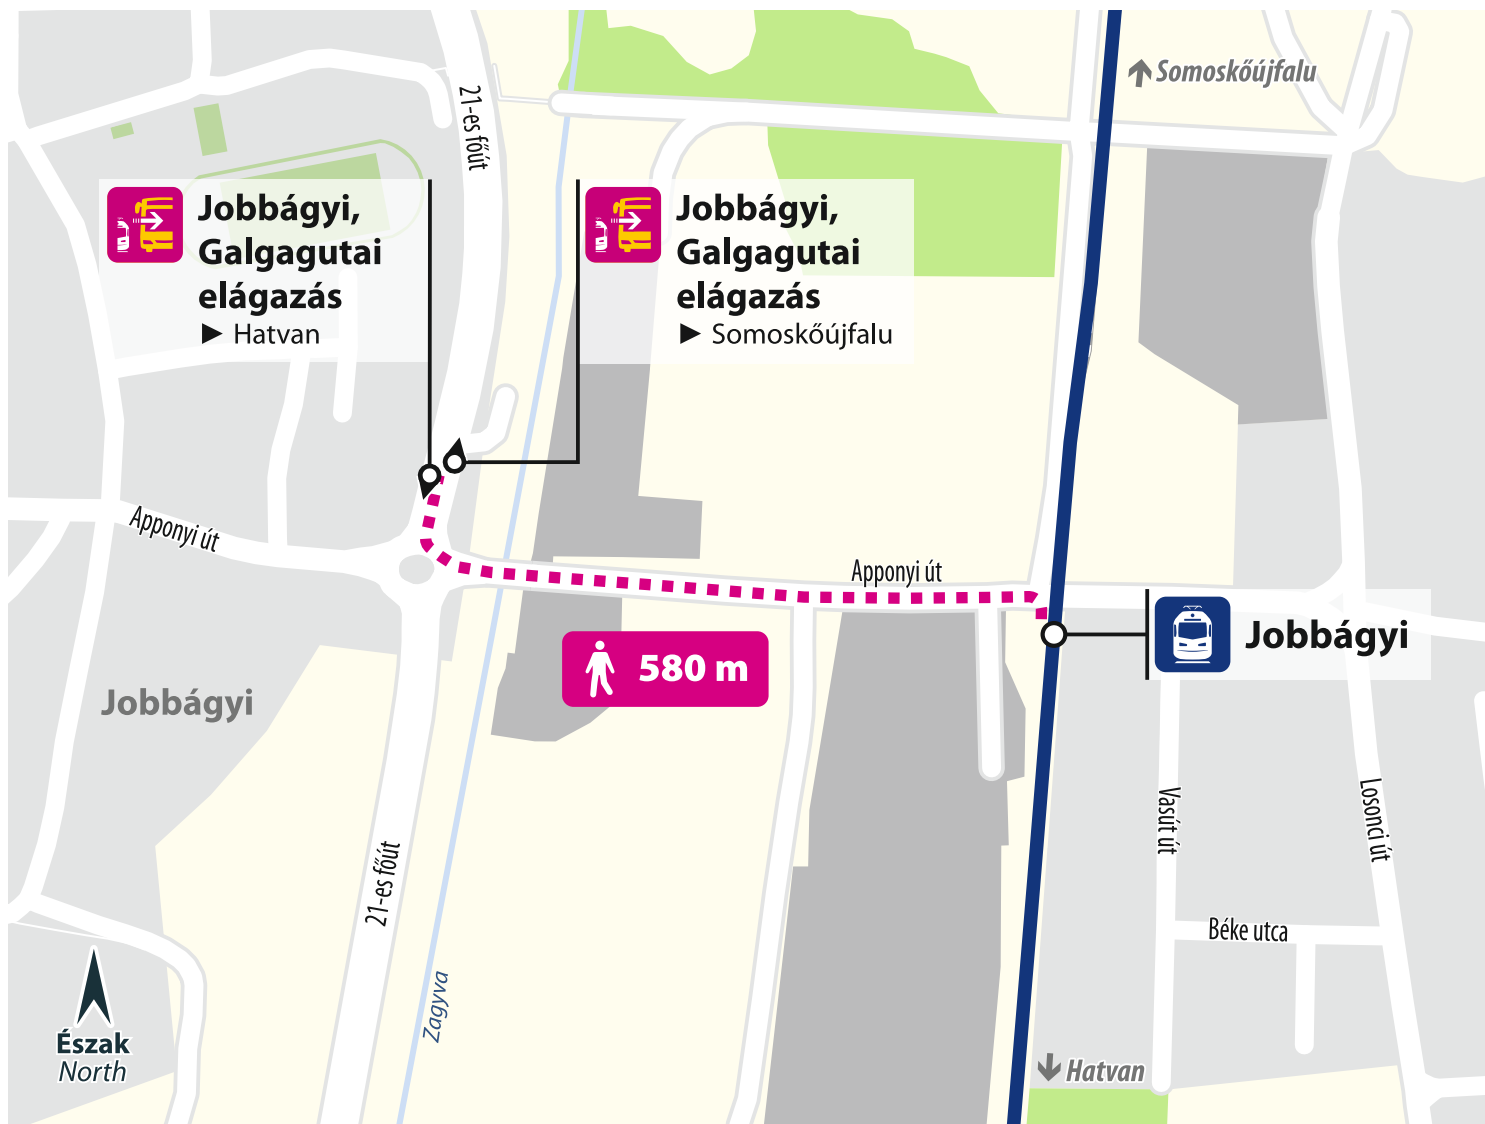 Somoskőújfalu
21-es főút
Jobbágyi,
Galgagutai
elágazás
► Hatvan
Jobbágyi,
Galgagutai
elágazás
► Somoskőújfalu
Apponyi út
Apponyi út
580 m
Jobbágyi
Jobbágyi
Vasút út
Losonci út
21-es főút
Béke utca
Zagyva
Észak
North
Hatvan